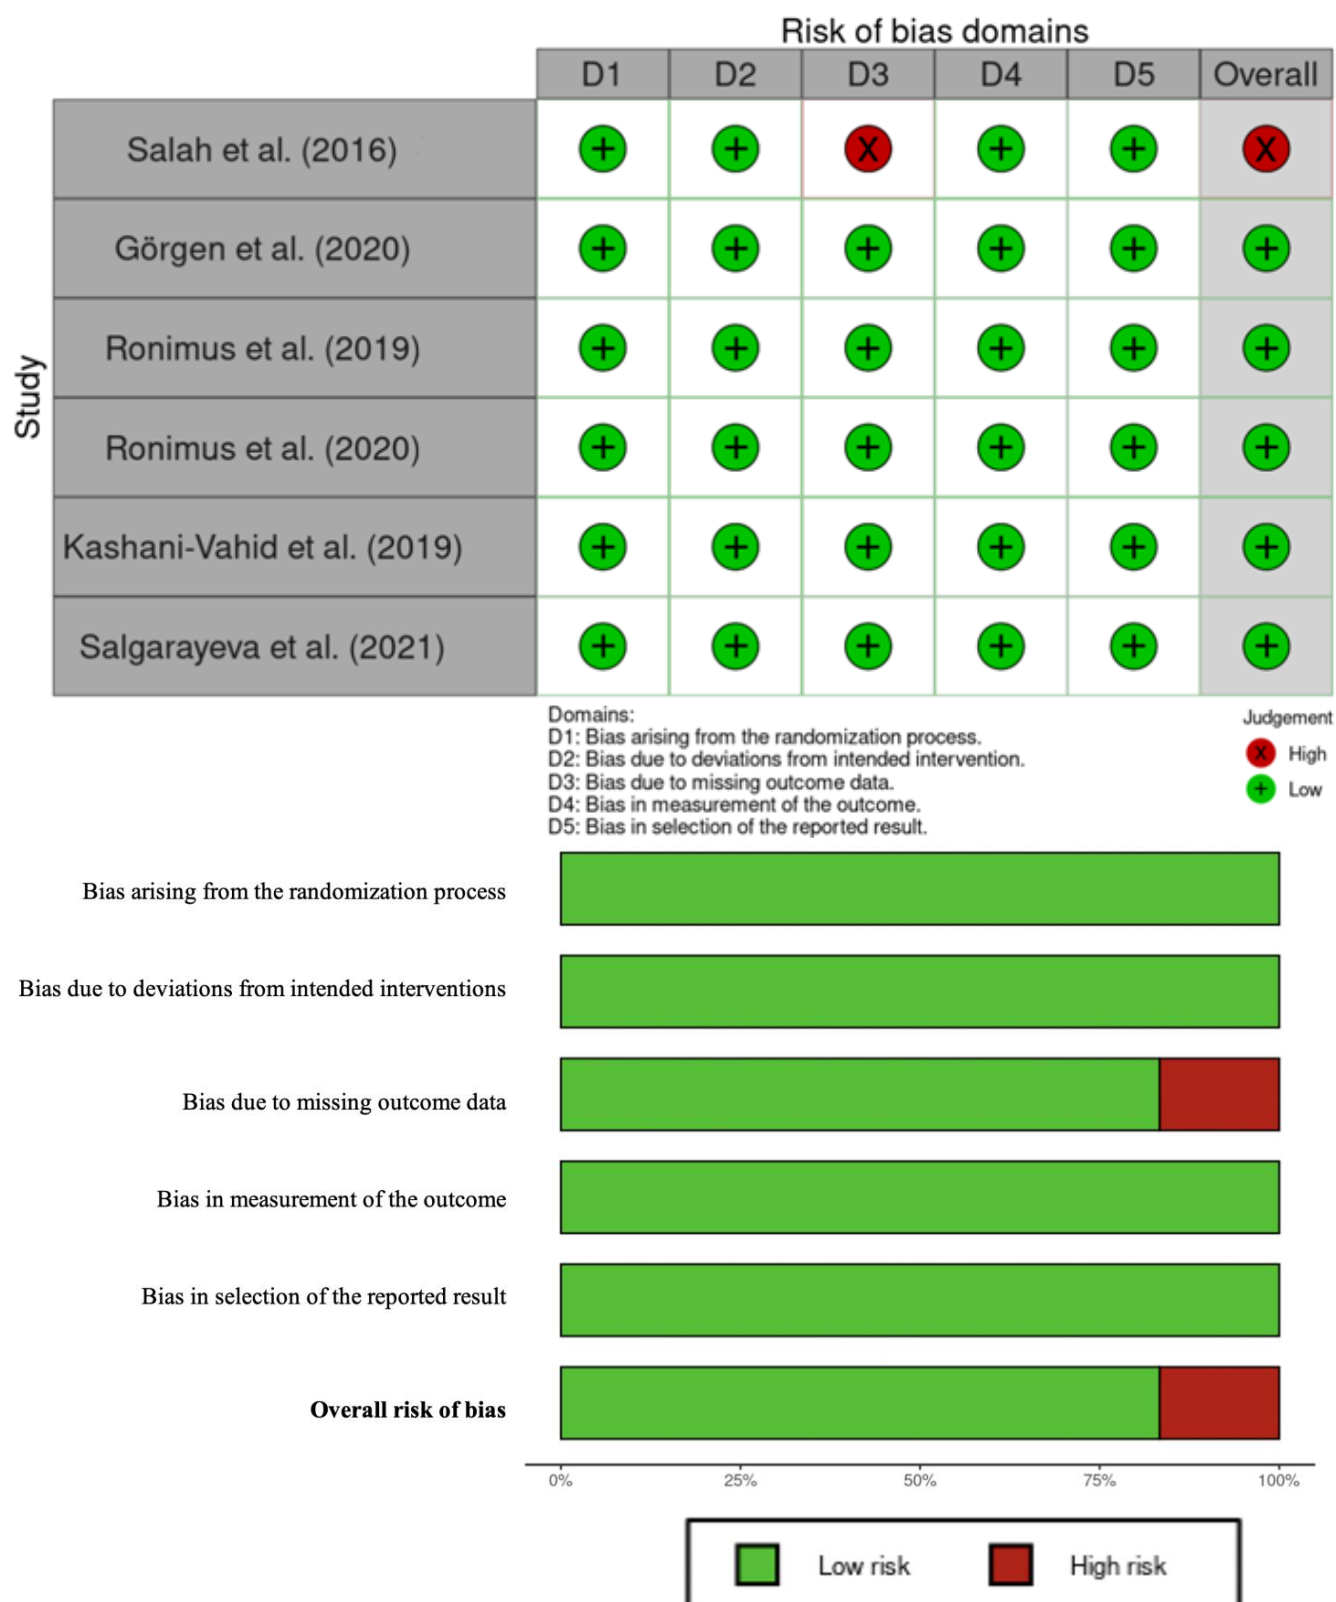 Risk of bias domains
D1 D2 D3 D4 D5 Overall
Study
Salah et al. (2016) + + X + + X
Görgen et al. (2020) + + + + + +
Ronimus et al. (2019) + + + + + +
Ronimus et al. (2020) + + + + + +
Kashani-Vahid et al. (2019) + + + + + +
Salgarayeva et al. (2021) + + + + + +
Domains:
D1: Bias arising from the randomization process.
D2: Bias due to deviations from intended intervention.
D3: Bias due to missing outcome data.
D4: Bias in measurement of the outcome.
D5: Bias in selection of the reported result.
Judgement
X High
+ Low
Bias arising from the randomization process
Bias due to deviations from intended interventions
Bias due to missing outcome data
Bias in measurement of the outcome
Bias in selection of the reported result
Overall risk of bias
0% 25% 50% 75% 100%
Low risk High risk